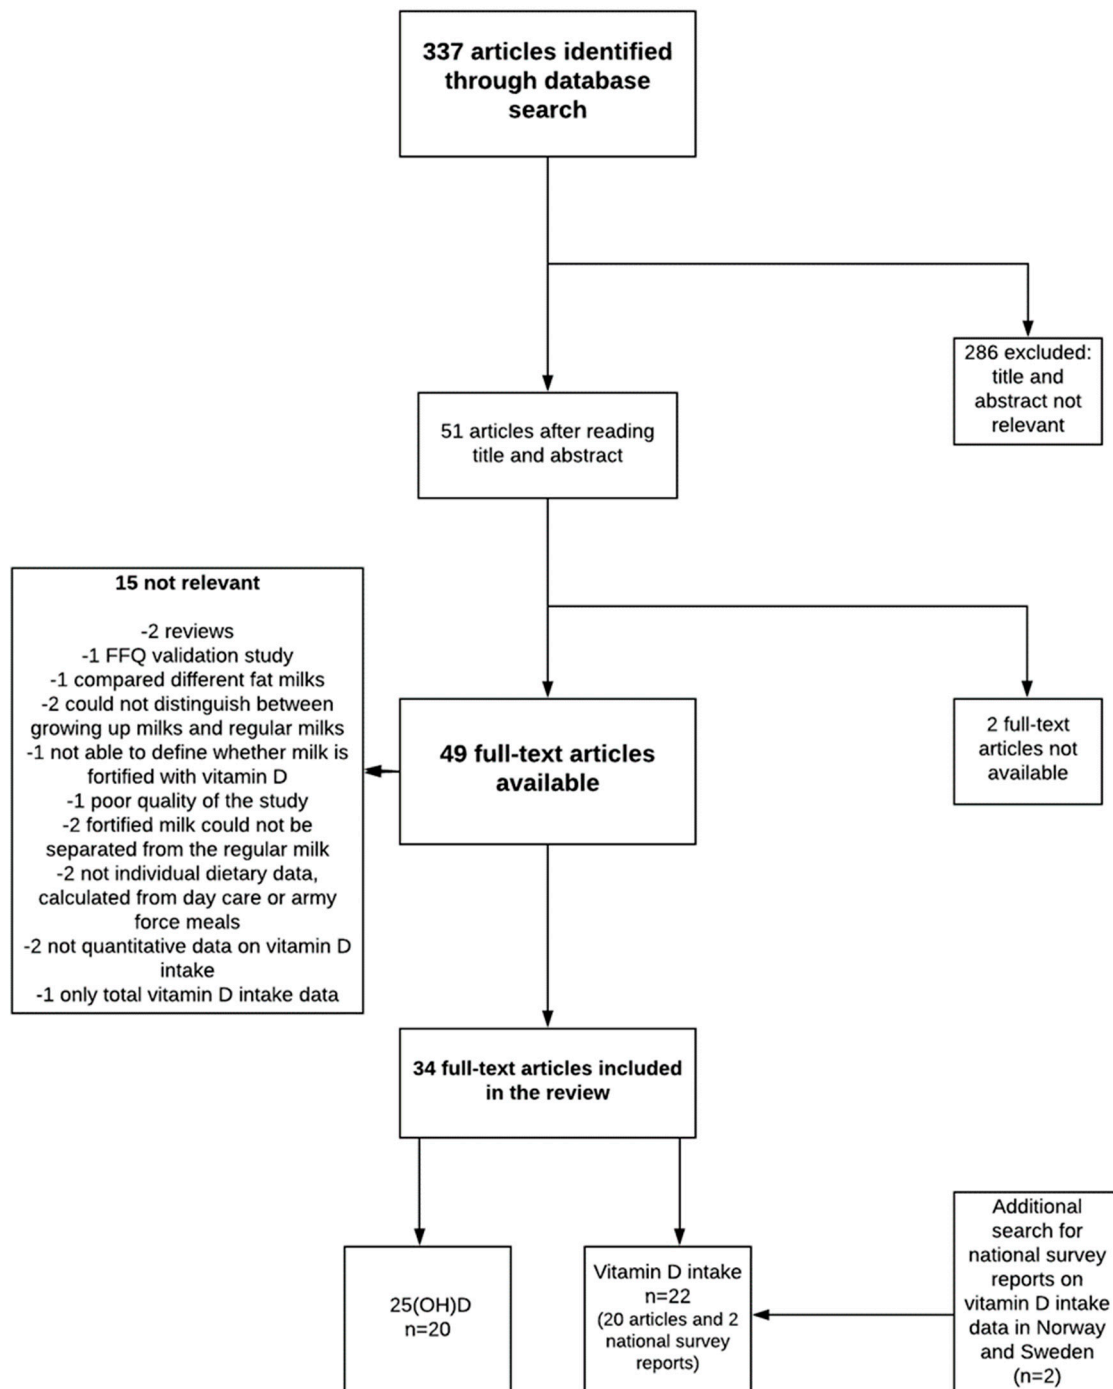 337 articles identified
through database
search
286 excluded:
title and
abstract not
relevant
51 articles after reading
title and abstract
15 not relevant
-2 reviews
-1 FFQ validation study
-1 compared different fat milks
-2 could not distinguish between
growing up milks and regular milks
-1 not able to define whether milk is
fortified with vitamin D
-1 poor quality of the study
-2 fortified milk could not be
separated from the regular milk
-2 not individual dietary data,
calculated from day care or army
force meals
-2 not quantitative data on vitamin D
intake
-1 only total vitamin D intake data
49 full-text articles
available
2 full-text
articles not
available
34 full-text articles included
in the review
25(OH)D
n=20
Vitamin D intake
n=22
(20 articles and 2
national survey
reports)
Additional
search for
national survey
reports on
vitamin D intake
data in Norway
and Sweden
(n=2)